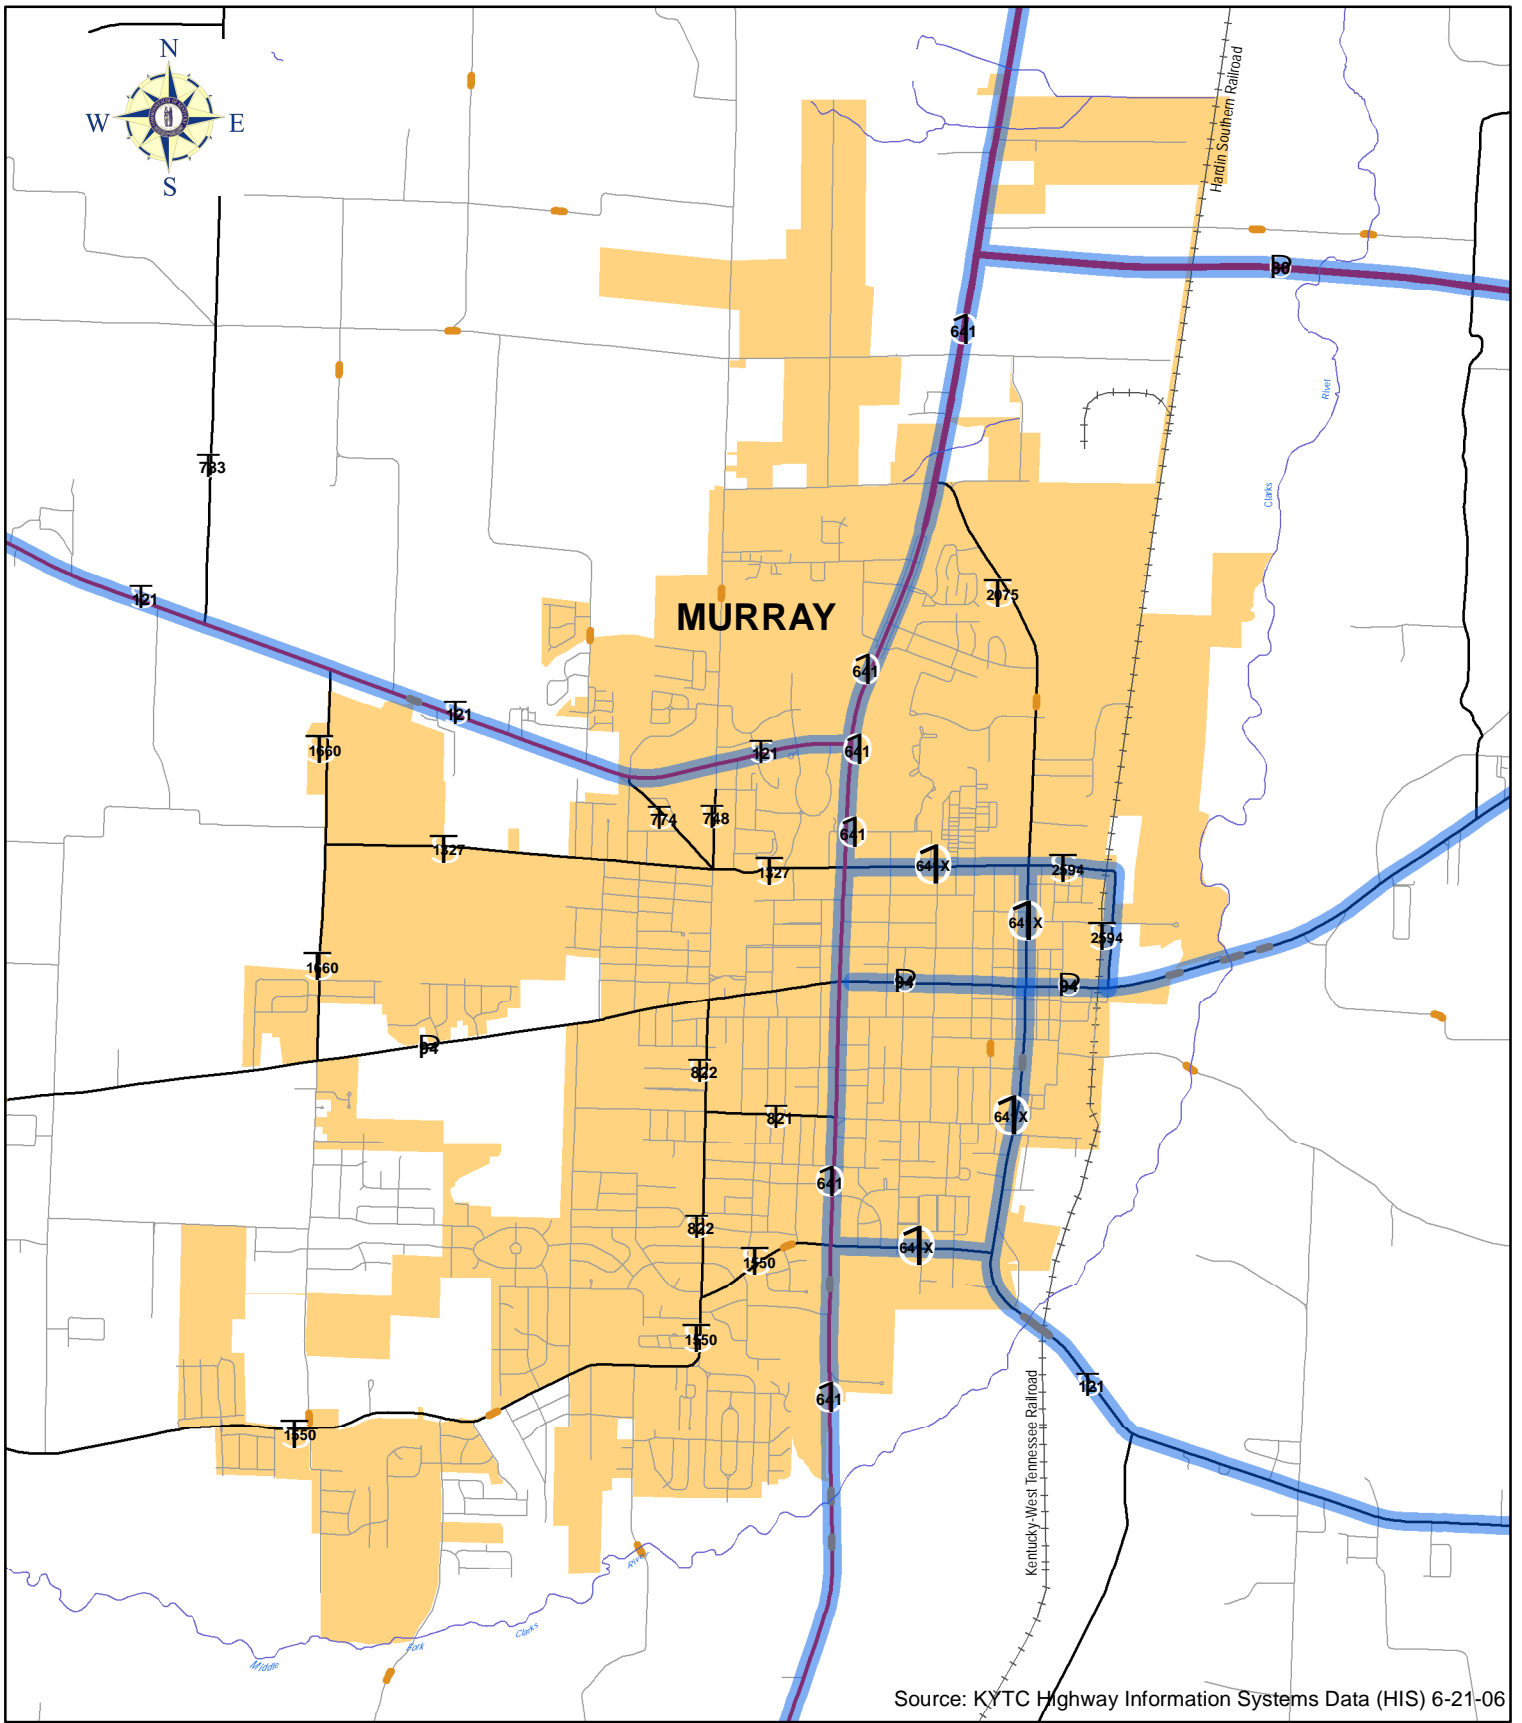 N
W E
S
Hardin Southern Railroad
80
641
River
783
Clarks
121
2075
MURRAY
641
121
1660
121
641
774
748
641
1327
1327
641X
2594
641X
2594
1660
94
94
94
822
821
641X
641
822
1550
641X
1550
121
641
1550
Kentucky-West Tennessee Railroad
River
Clarks
Fork
Middle
Source: KYTC Highway Information Systems Data (HIS) 6-21-06